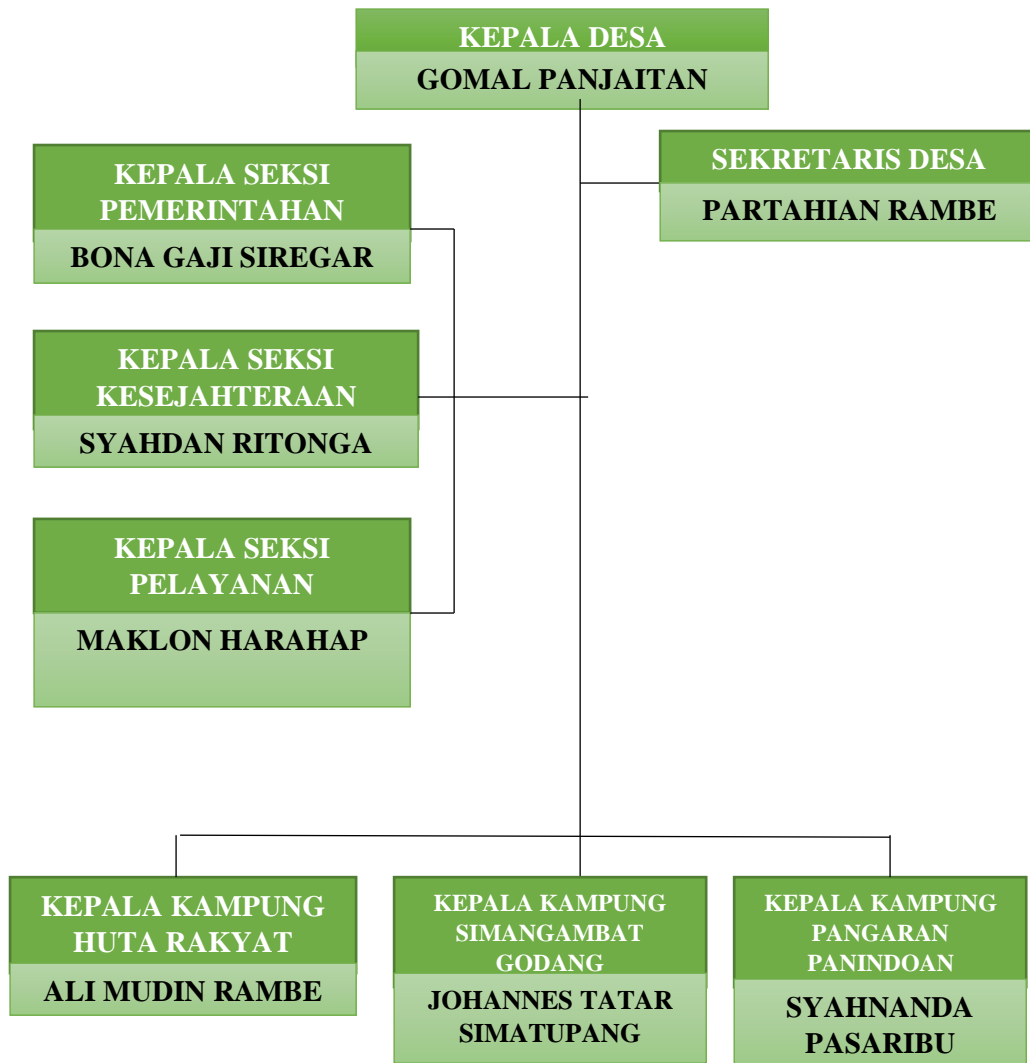 KEPALA DESA
GOMAL PANJAITAN
SEKRETARIS DESA
PARTAHIAN RAMBE
KEPALA SEKSI
PEMERINTAHAN
BONA GAJI SIREGAR
KEPALA SEKSI
KESEJAHTERAAN
SYAHDAN RITONGA
KEPALA SEKSI
PELAYANAN
MAKLON HARAHAP
KEPALA KAMPUNG
HUTA RAKYAT
ALI MUDIN RAMBE
KEPALA KAMPUNG
SIMANGAMBAT
GODANG
JOHANNES TATAR
SIMATUPANG
KEPALA KAMPUNG
PANGARAN
PANINDOAN
SYAHNANDA
PASARIBU